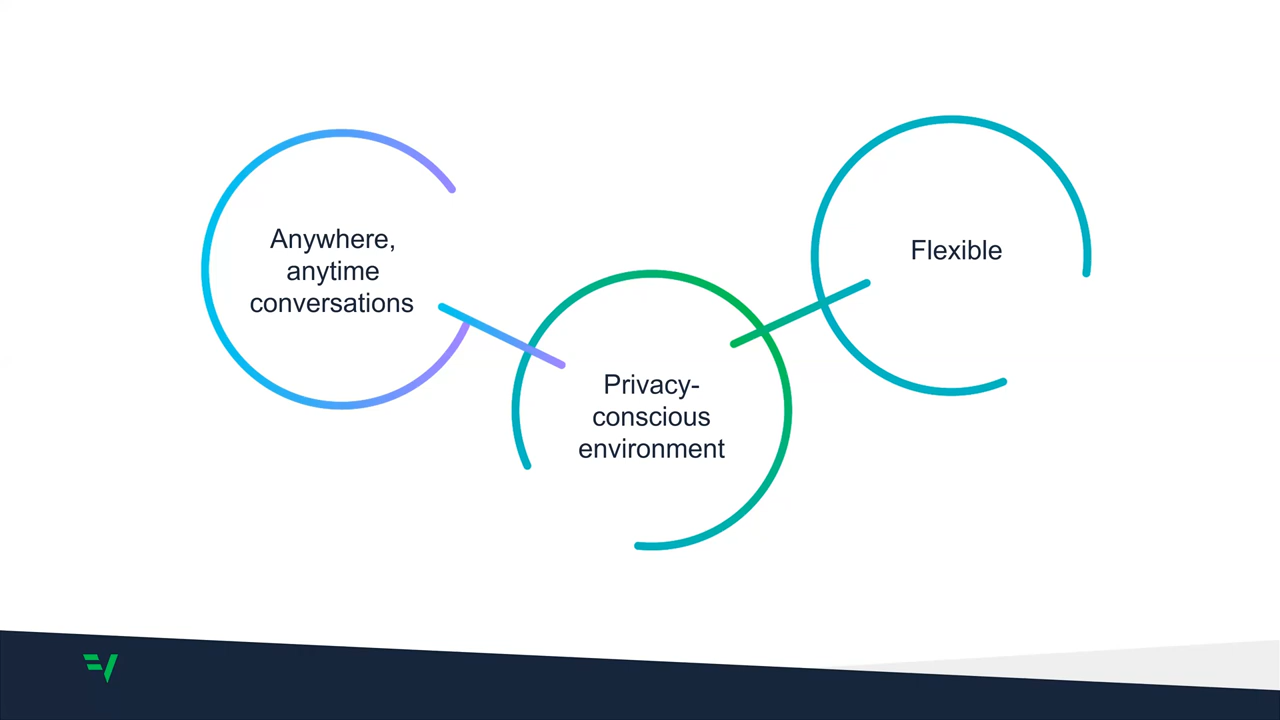 Anywhere,
anytime
conversations
Privacy-
conscious
environment
Flexible